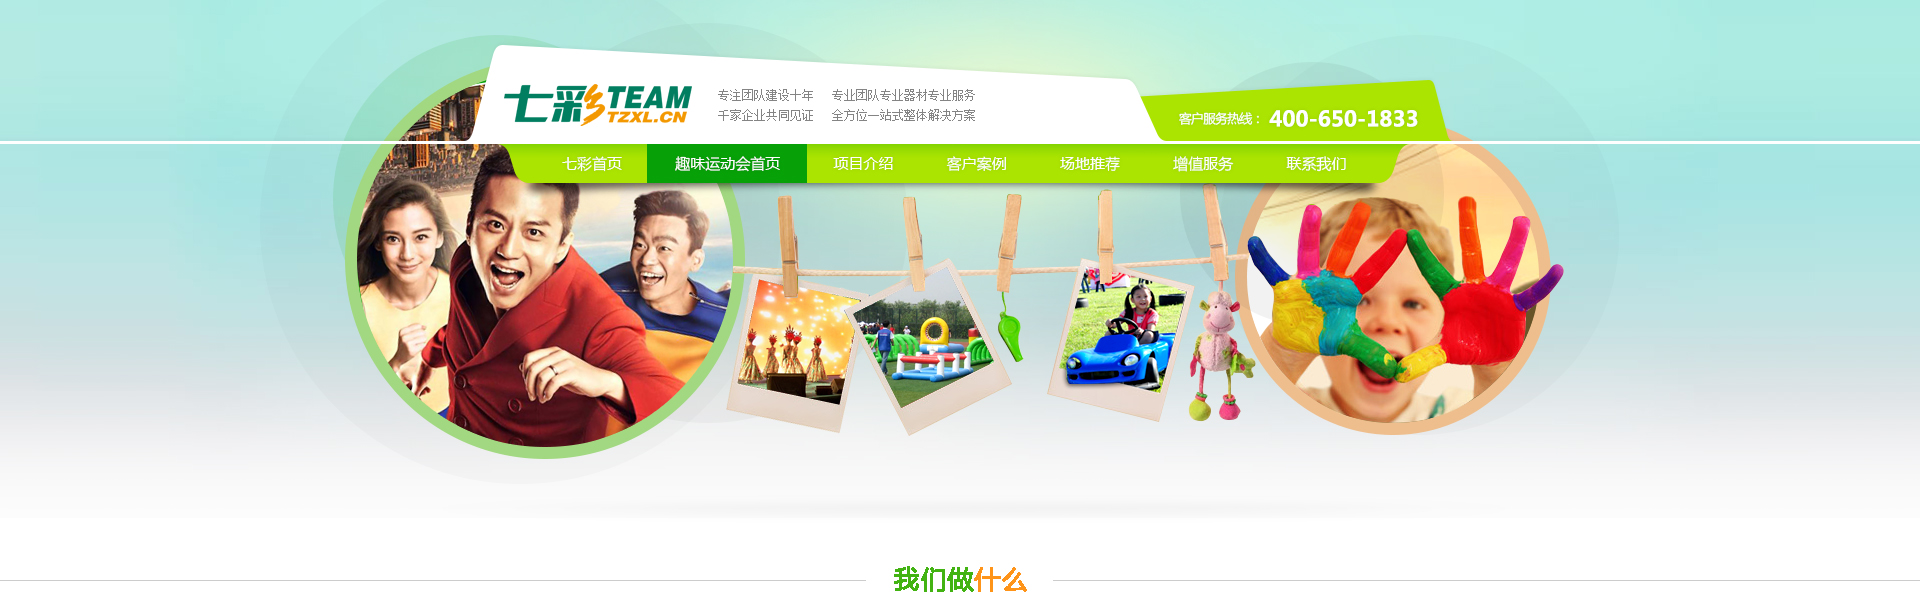 七彩TEAM
TZXL.CN
专注团队建设十年 专业团队专业器材专业服务
千家企业共同见证 全方位一站式整体解决方案
客户服务热线： 400-650-1833
七彩首页 趣味运动会首页 项目介绍 客户案例 场地推荐 增值服务 联系我们
我们做什么